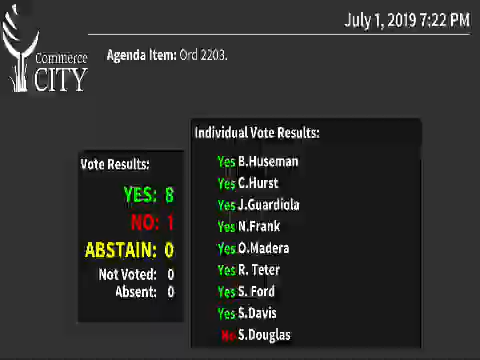 July 1, 2019 7:22 PM
Commerce
CITY
Agenda Item: Ord 2203.
Individual Vote Results:
Yes B.Huseman
Yes C.Hurst
Yes J.Guardiola
Yes N.Frank
Yes O.Madera
Yes R. Teter
Yes S. Ford
Yes S.Davis
No S.Douglas
Vote Results:
YES: 8
NO: 1
ABSTAIN: 0
Not Voted: 0
Absent: 0